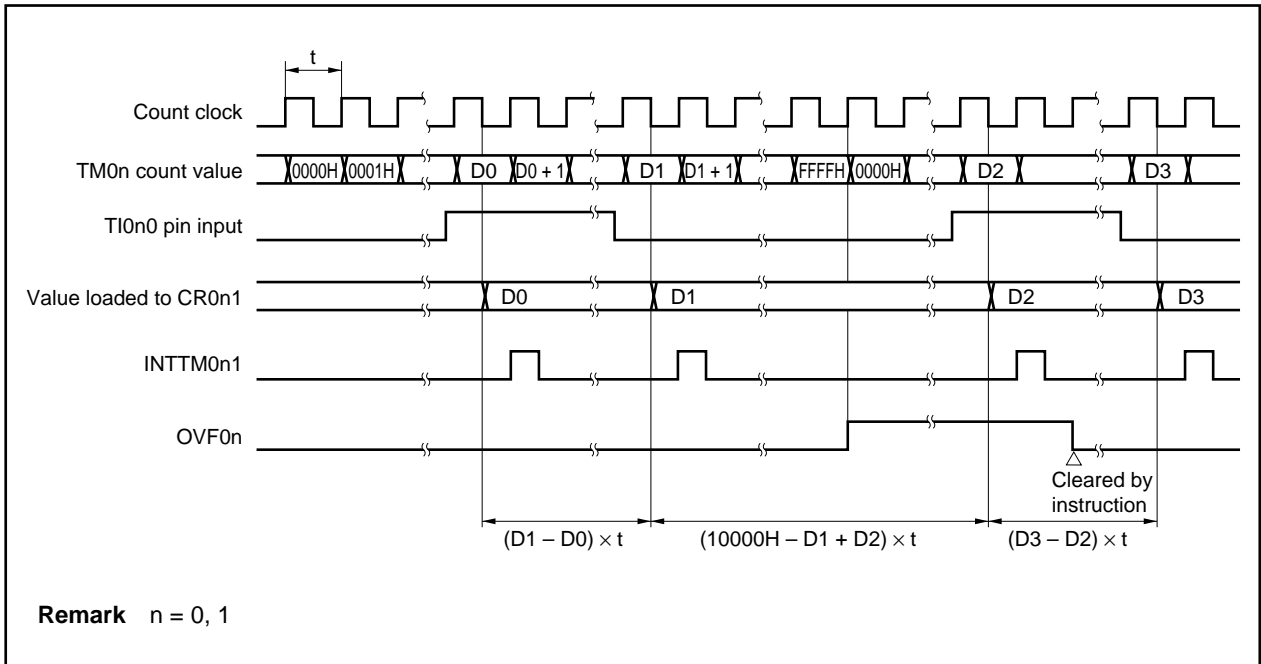 t
Count clock
TM0n count value 0000H 0001H D0 D0 + 1 D1 D1 + 1 FFFFH 0000H D2 D3
TI0n0 pin input
Value loaded to CR0n1 D0 D1 D2 D3
INTTM0n1
OVF0n
Cleared by
instruction
(D1 – D0) × t (10000H – D1 + D2) × t (D3 – D2) × t
Remark n = 0, 1